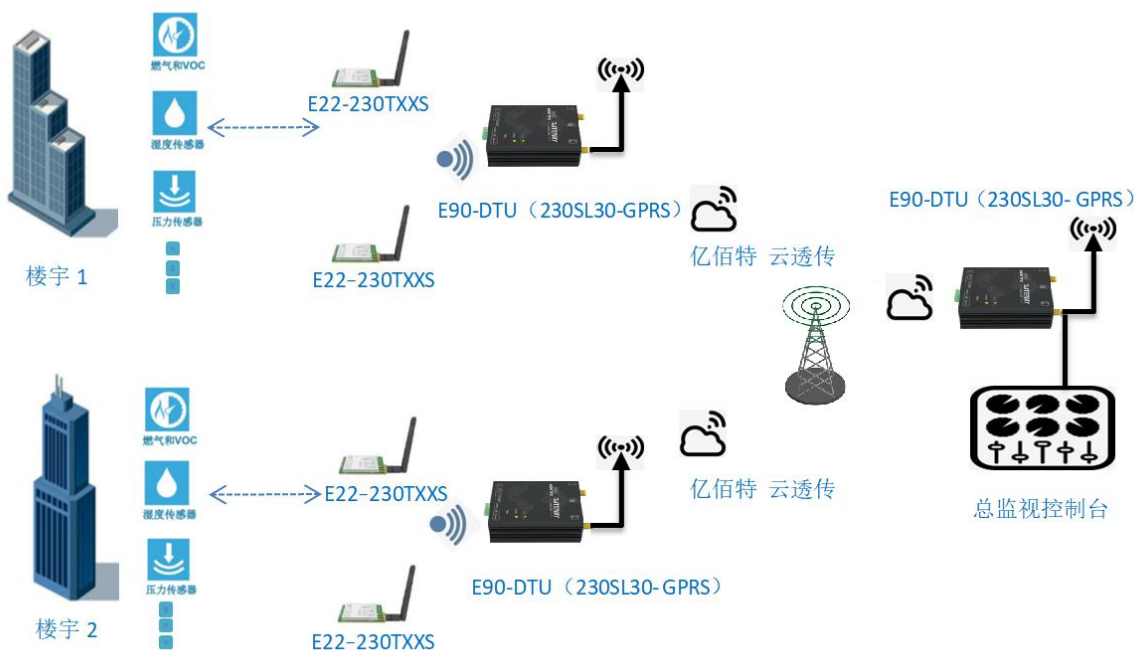 燃气和VOC
E22-230TXXS
湿度传感器
E90-DTU（230SL30-GPRS）
压力传感器
E22-230TXXS
楼宇 1
亿佰特 云透传
E90-DTU（230SL30- GPRS）
燃气和VOC
E22-230TXXS
湿度传感器
亿佰特 云透传
总监视控制台
E90-DTU（230SL30- GPRS）
压力传感器
楼宇 2
E22-230TXXS